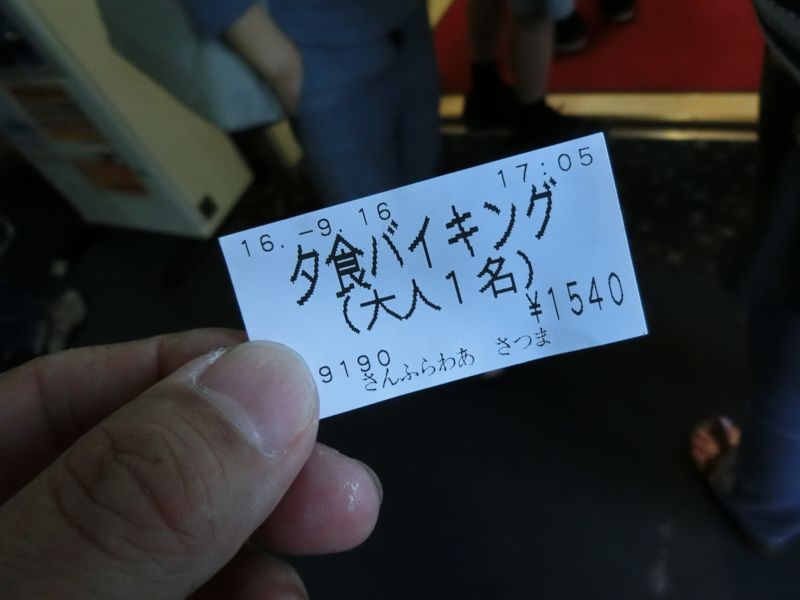 16.-9.16 17:05
夕食バイキング
(大人1名)
¥1540
9190 さんふらわあ さつま